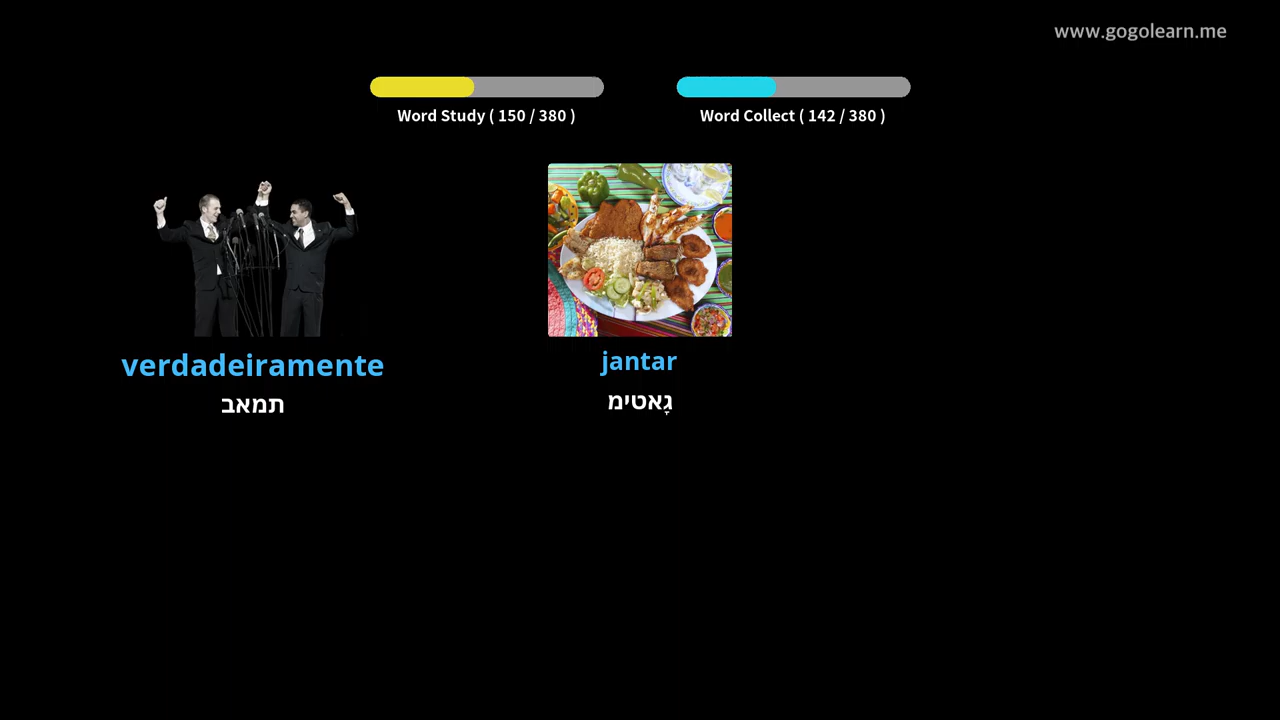 www.gogolearn.me
Word Study ( 150 / 380 )
Word Collect ( 142 / 380 )
verdadeiramente
תמאב
jantar
גָאטימ